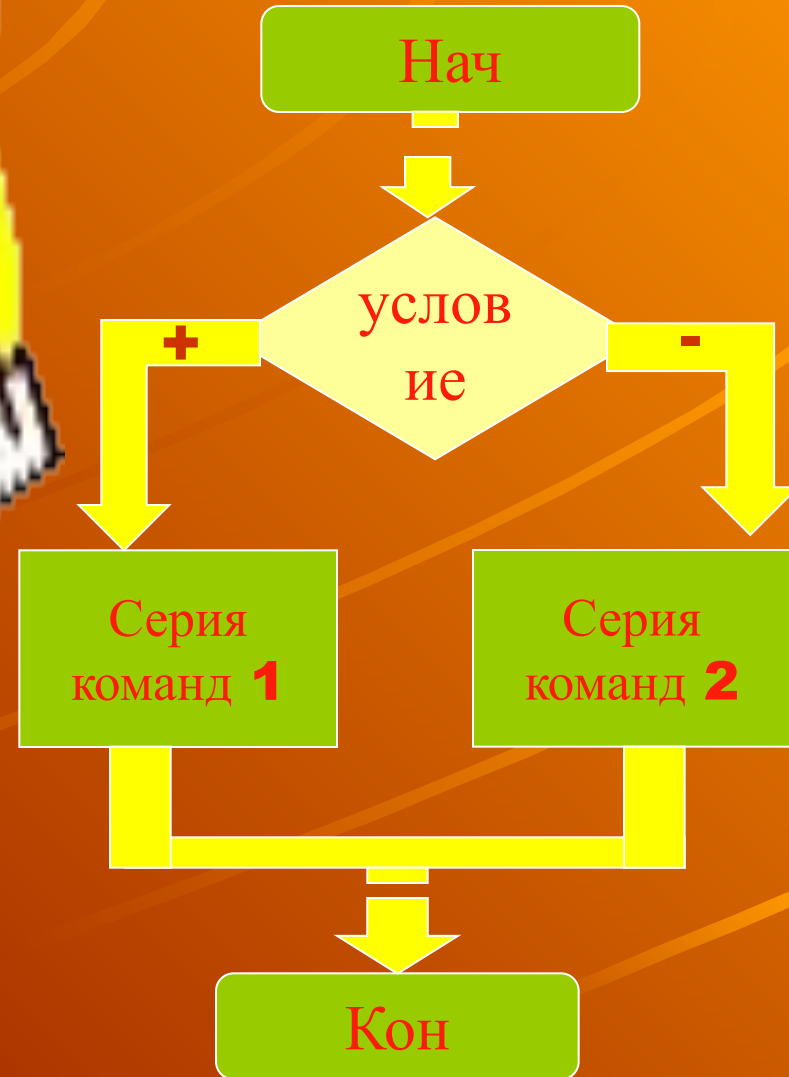 Нач
услов
ие
+
-
Серия
команд 1
Серия
команд 2
Кон